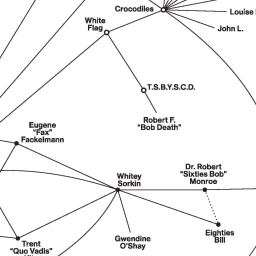 Crocodiles
Louise
John L.
White
Flag
T.S.B.Y.S.C.D.
Robert F.
"Bob Death"
Eugene
"Fax"
Fackelmann
Dr. Robert
"Sixties Bob"
Monroe
Whitey
Sorkin
Gwendine
O'Shay
Eighties
Bill
Trent
"Quo Vadis"